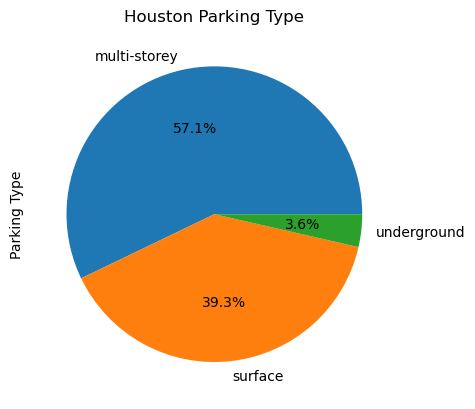 Houston Parking Type
multi-storey
57.1%
Parking Type
3.6%
underground
39.3%
surface